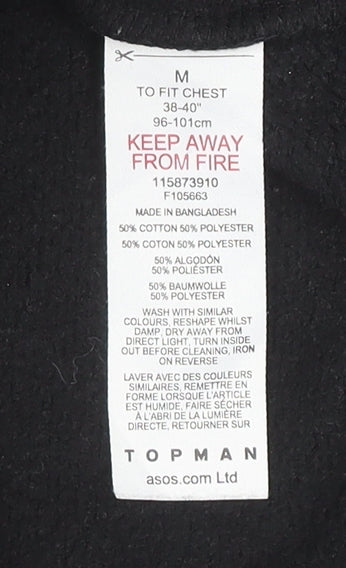 M
TO FIT CHEST
38-40"
96-101cm
KEEP AWAY
FROM FIRE
115873910
F105663
MADE IN BANGLADESH
50% COTTON 50% POLYESTER
50% COTON 50% POLYESTER
50% ALGODÓN
50% POLIÉSTER
50% BAUMWOLLE
50% POLYESTER
WASH WITH SIMILAR
COLOURS, RESHAPE WHILST
DAMP, DRY AWAY FROM
DIRECT LIGHT, TURN INSIDE
OUT BEFORE CLEANING, IRON
ON REVERSE
LAVER AVEC DES COULEURS
SIMILAIRES, REMETTRE EN
FORME LORSQUE L'ARTICLE
EST HUMIDE, FAIRE SÉCHER
À L'ABRI DE LA LUMIÈRE
DIRECTE, RETOURNER SUR
TOPMAN
asos.com Ltd